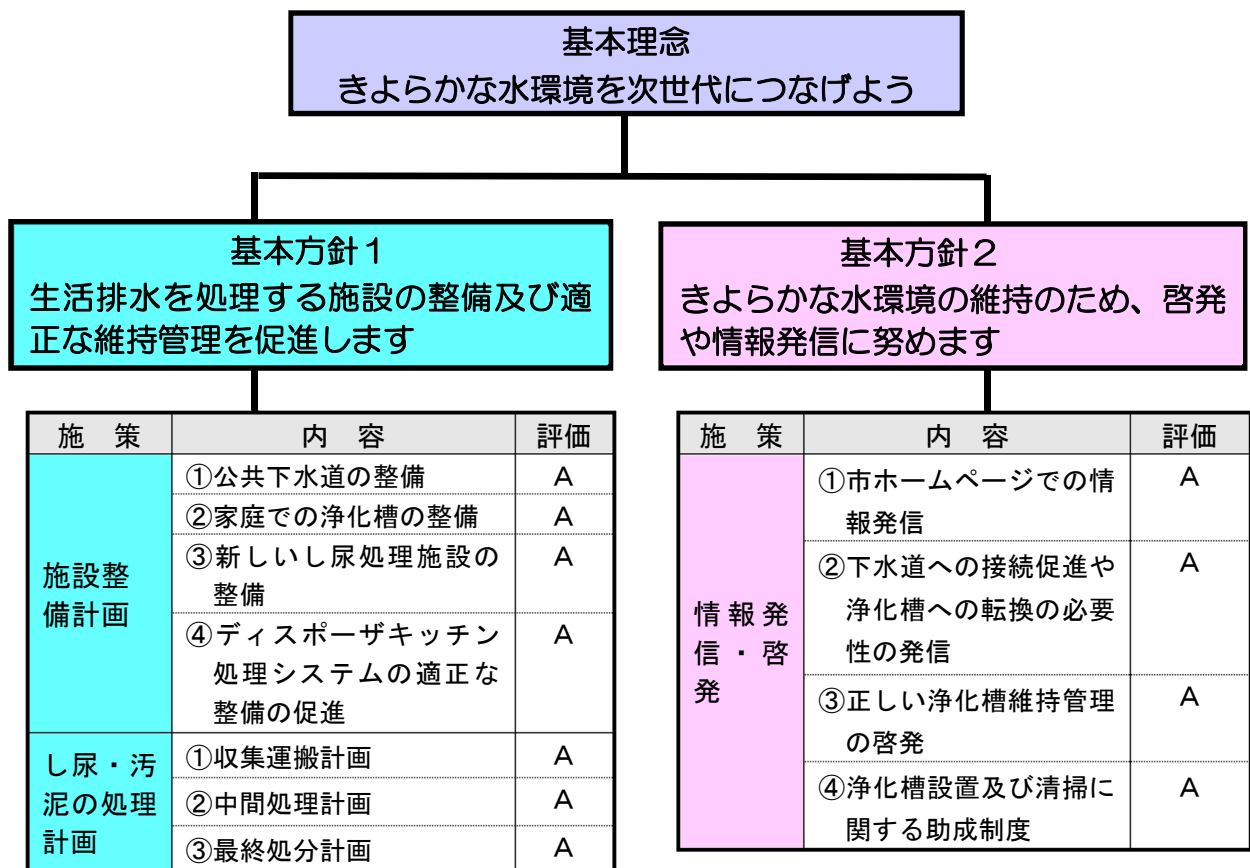 基本理念
きよらかな水環境を次世代につなげよう
基本方針1
生活排水を処理する施設の整備及び適
正な維持管理を促進します
施　策 内　容 評価
施設整
備計画
①公共下水道の整備 A
②家庭での浄化槽の整備 A
③新しいし尿処理施設の A
整備
④ディスポーザキッチン A
処理システムの適正な
整備の促進
し尿・汚
泥の処理
計画
①収集運搬計画 A
②中間処理計画 A
③最終処分計画 A
基本方針2
きよらかな水環境の維持のため、啓発
や情報発信に努めます
施　策 内　容 評価
情報発
信・啓
発
①市ホームページでの情 A
報発信
②下水道への接続促進や A
浄化槽への転換の必要
性の発信
③正しい浄化槽維持管理 A
の啓発
④浄化槽設置及び清掃に A
関する助成制度